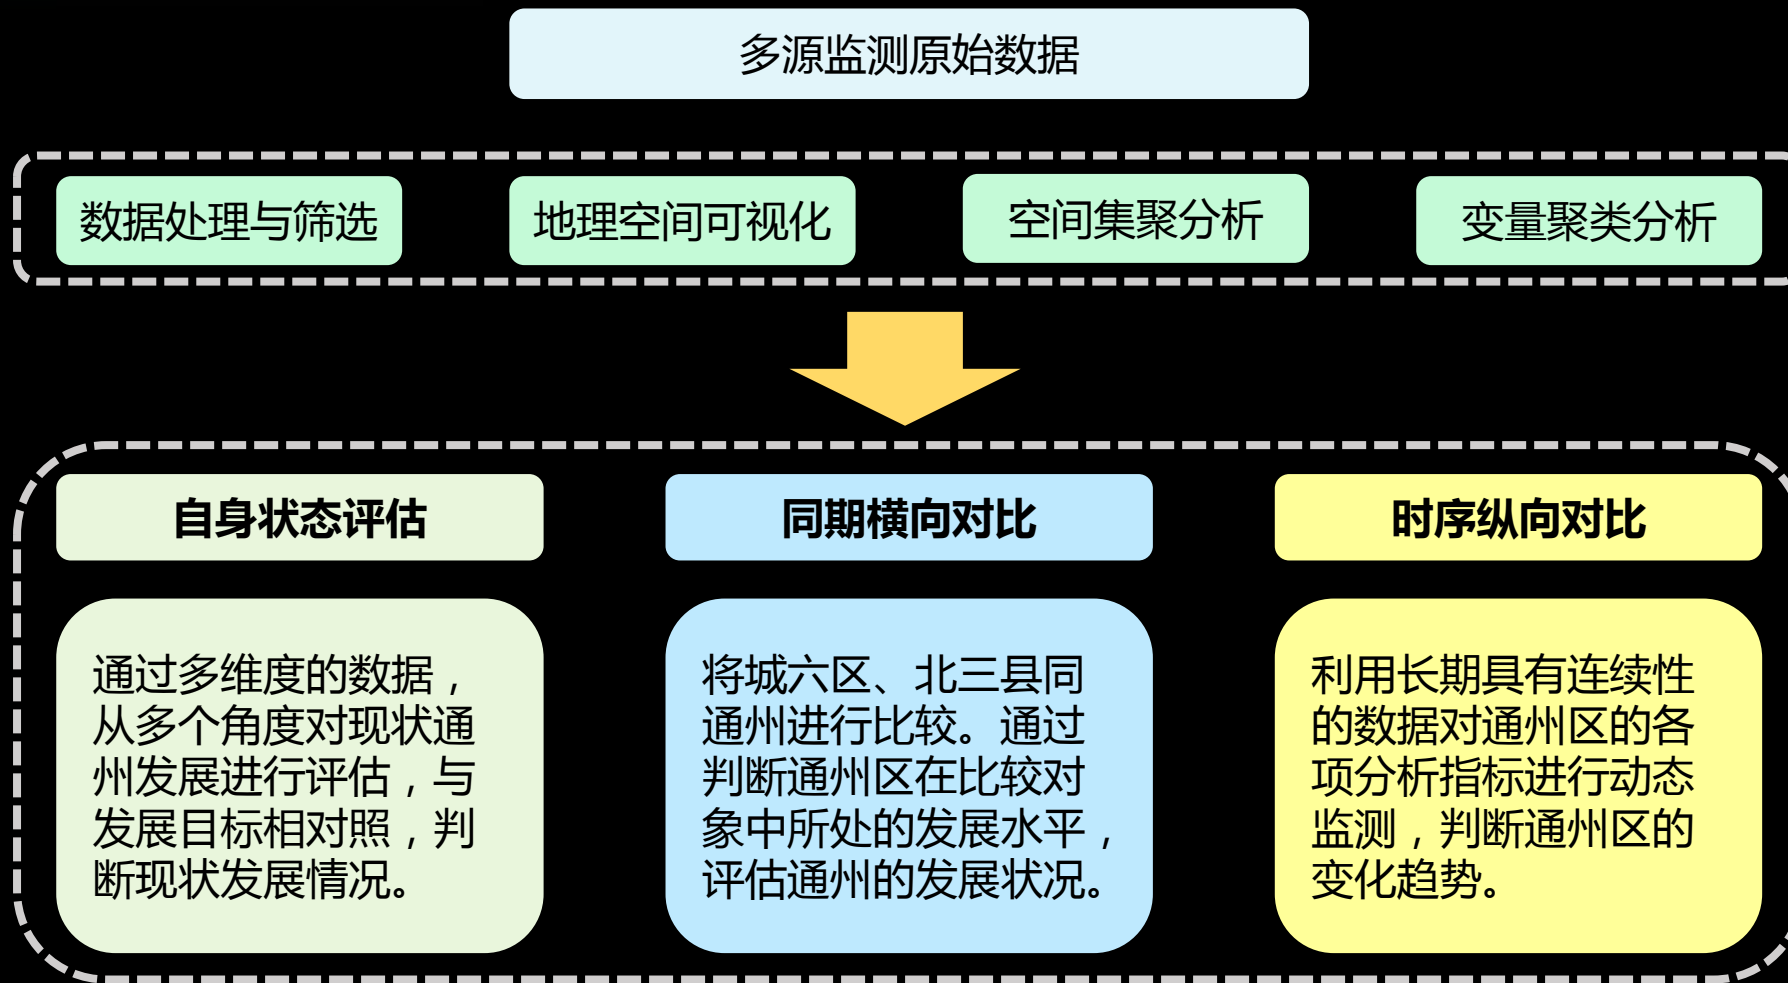 多源监测原始数据
数据处理与筛选
地理空间可视化
空间集聚分析
变量聚类分析
自身状态评估
同期横向对比
时序纵向对比
通过多维度的数据，
从多个角度对现状通
州发展进行评估，与
发展目标相对照，判
断现状发展情况。
将城六区、北三县同
通州进行比较。通过
判断通州区在比较对
象中所处的发展水平，
评估通州的发展状况。
利用长期具有连续性
的数据对通州区的各
项分析指标进行动态
监测，判断通州区的
变化趋势。